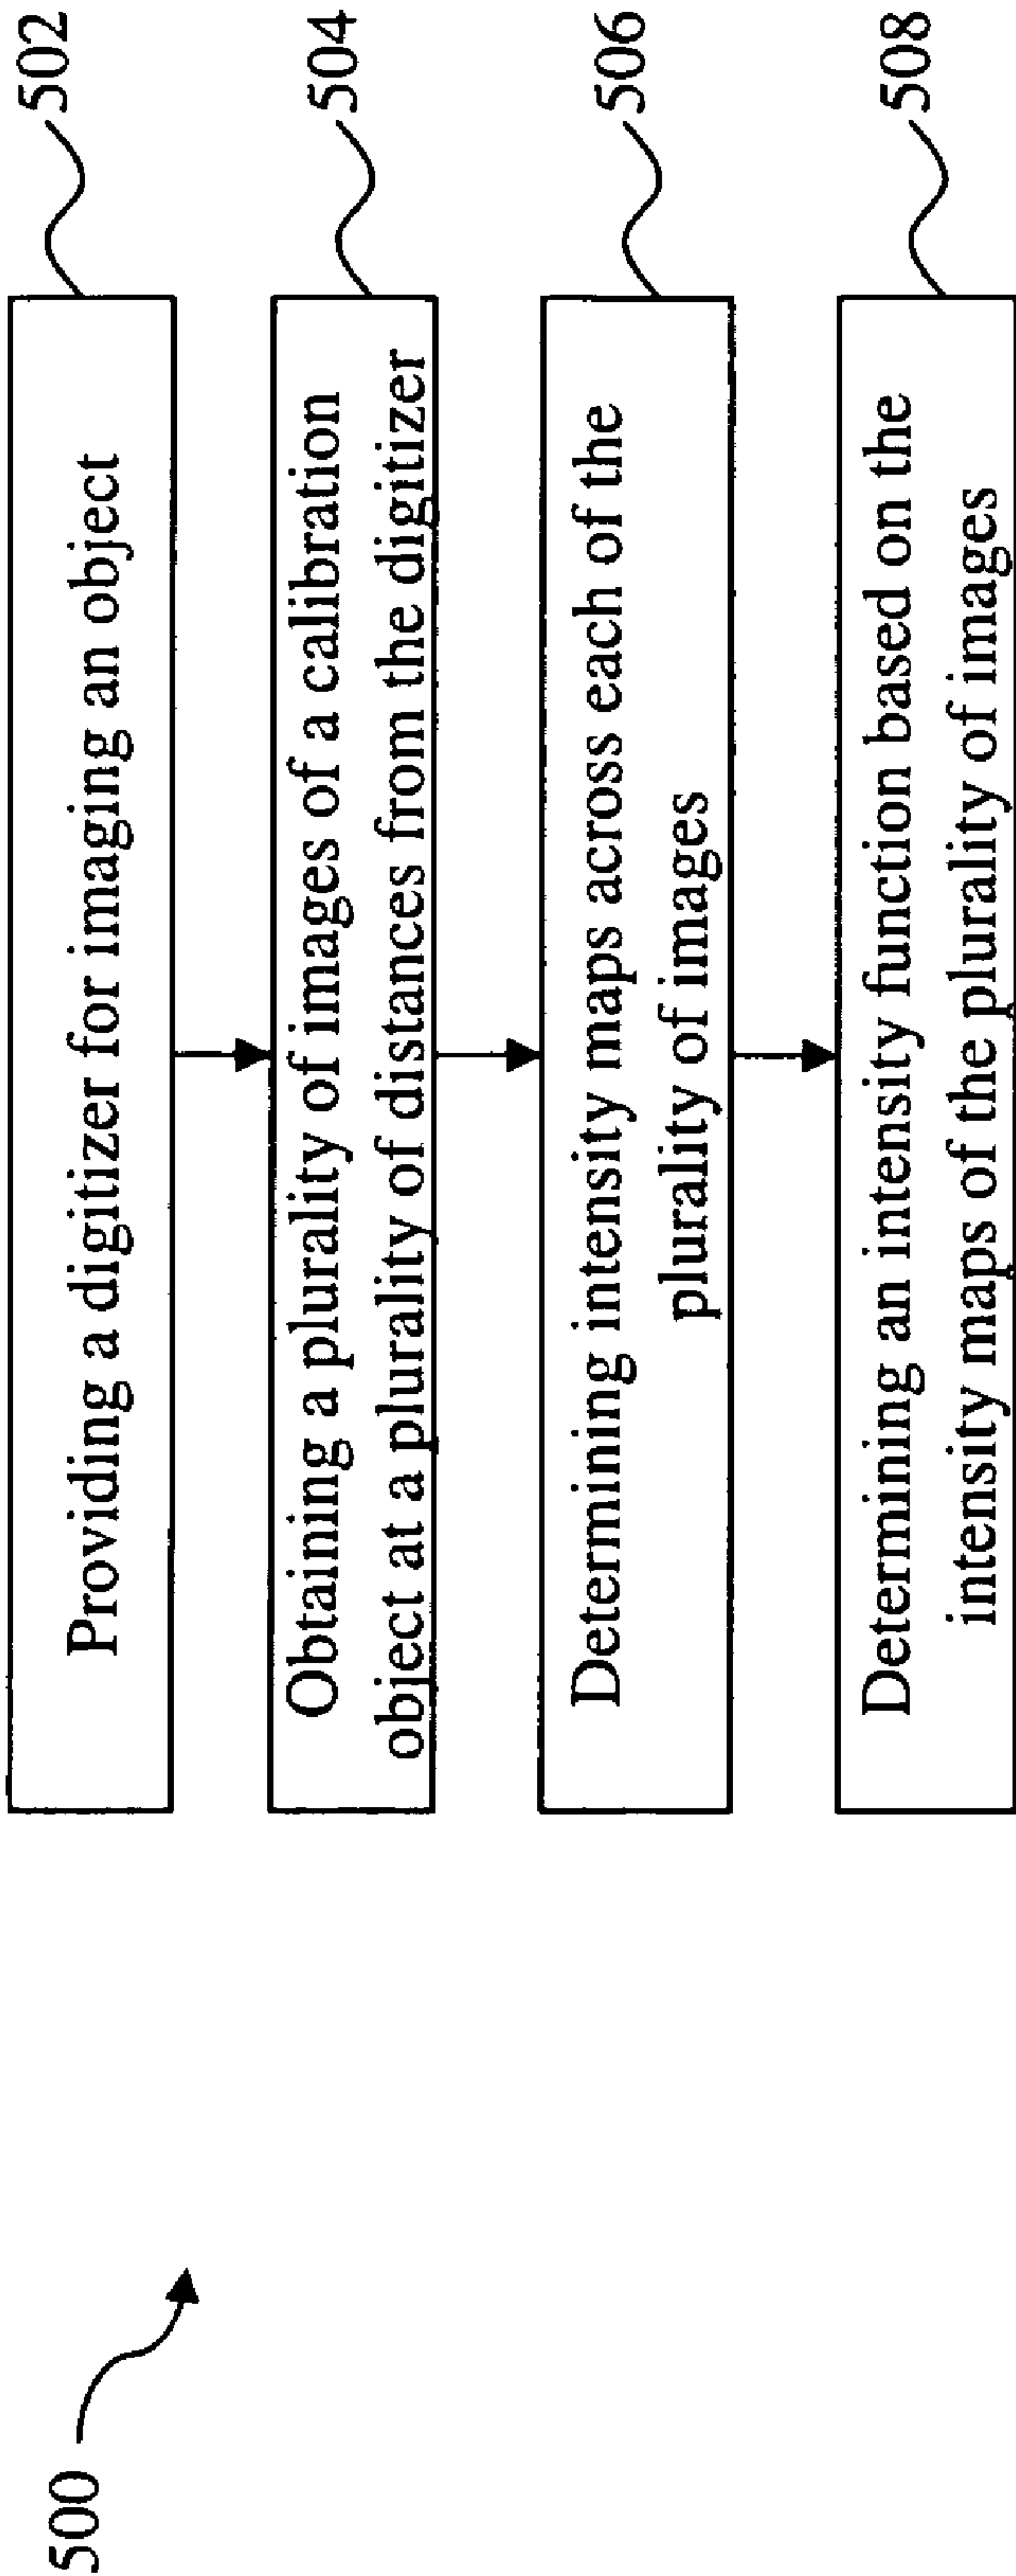 500
Providing a digitizer for imaging an object
502
Obtaining a plurality of images of a calibration
object at a plurality of distances from the digitizer
504
Determining intensity maps across each of the
plurality of images
506
Determining an intensity function based on the
intensity maps of the plurality of images
508